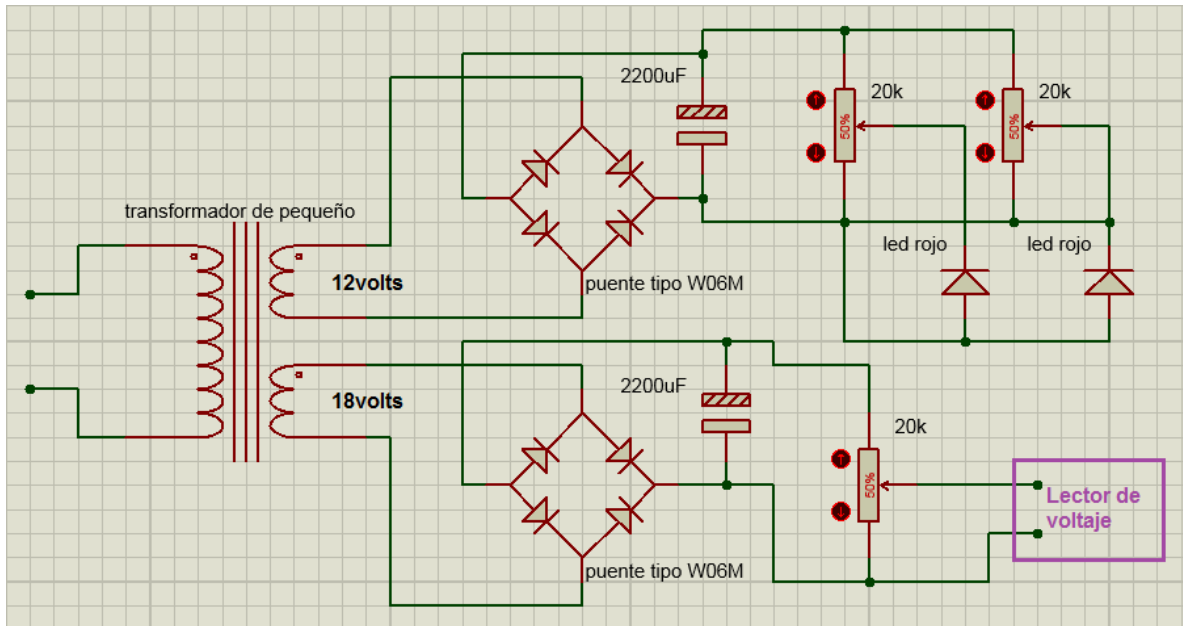 2200uF
20k
20k
50%
50%
transformador de pequeño
led rojo
led rojo
12volts
puente tipo W06M
18volts
2200uF
20k
50%
Lector de
voltaje
puente tipo W06M